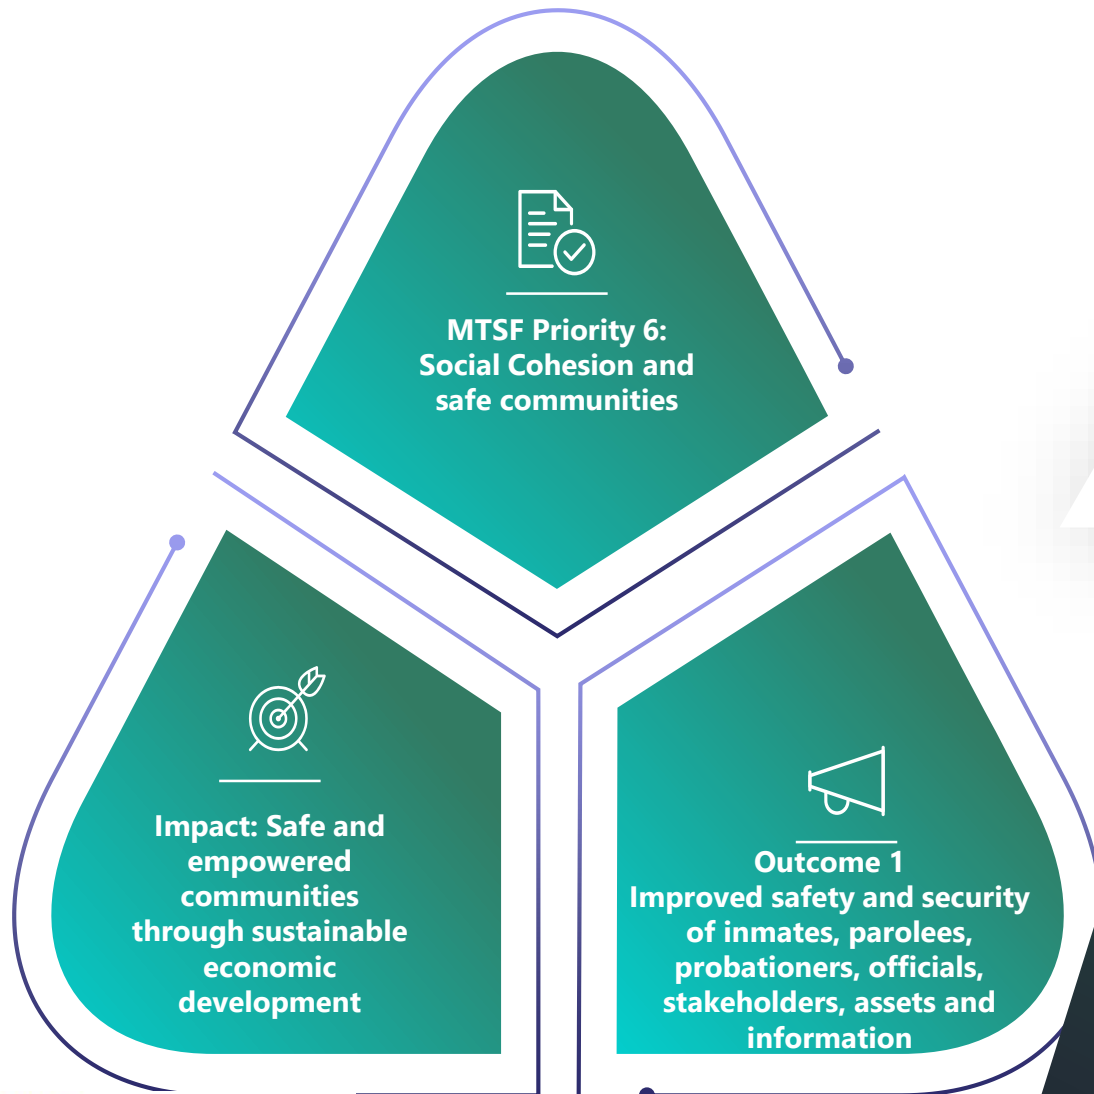 MTSF Priority 6:
Social Cohesion and
safe communities
Impact: Safe and
empowered
communities
through sustainable
economic
development
Outcome 1
Improved safety and security
of inmates, parolees,
probationers, officials,
stakeholders, assets and
information